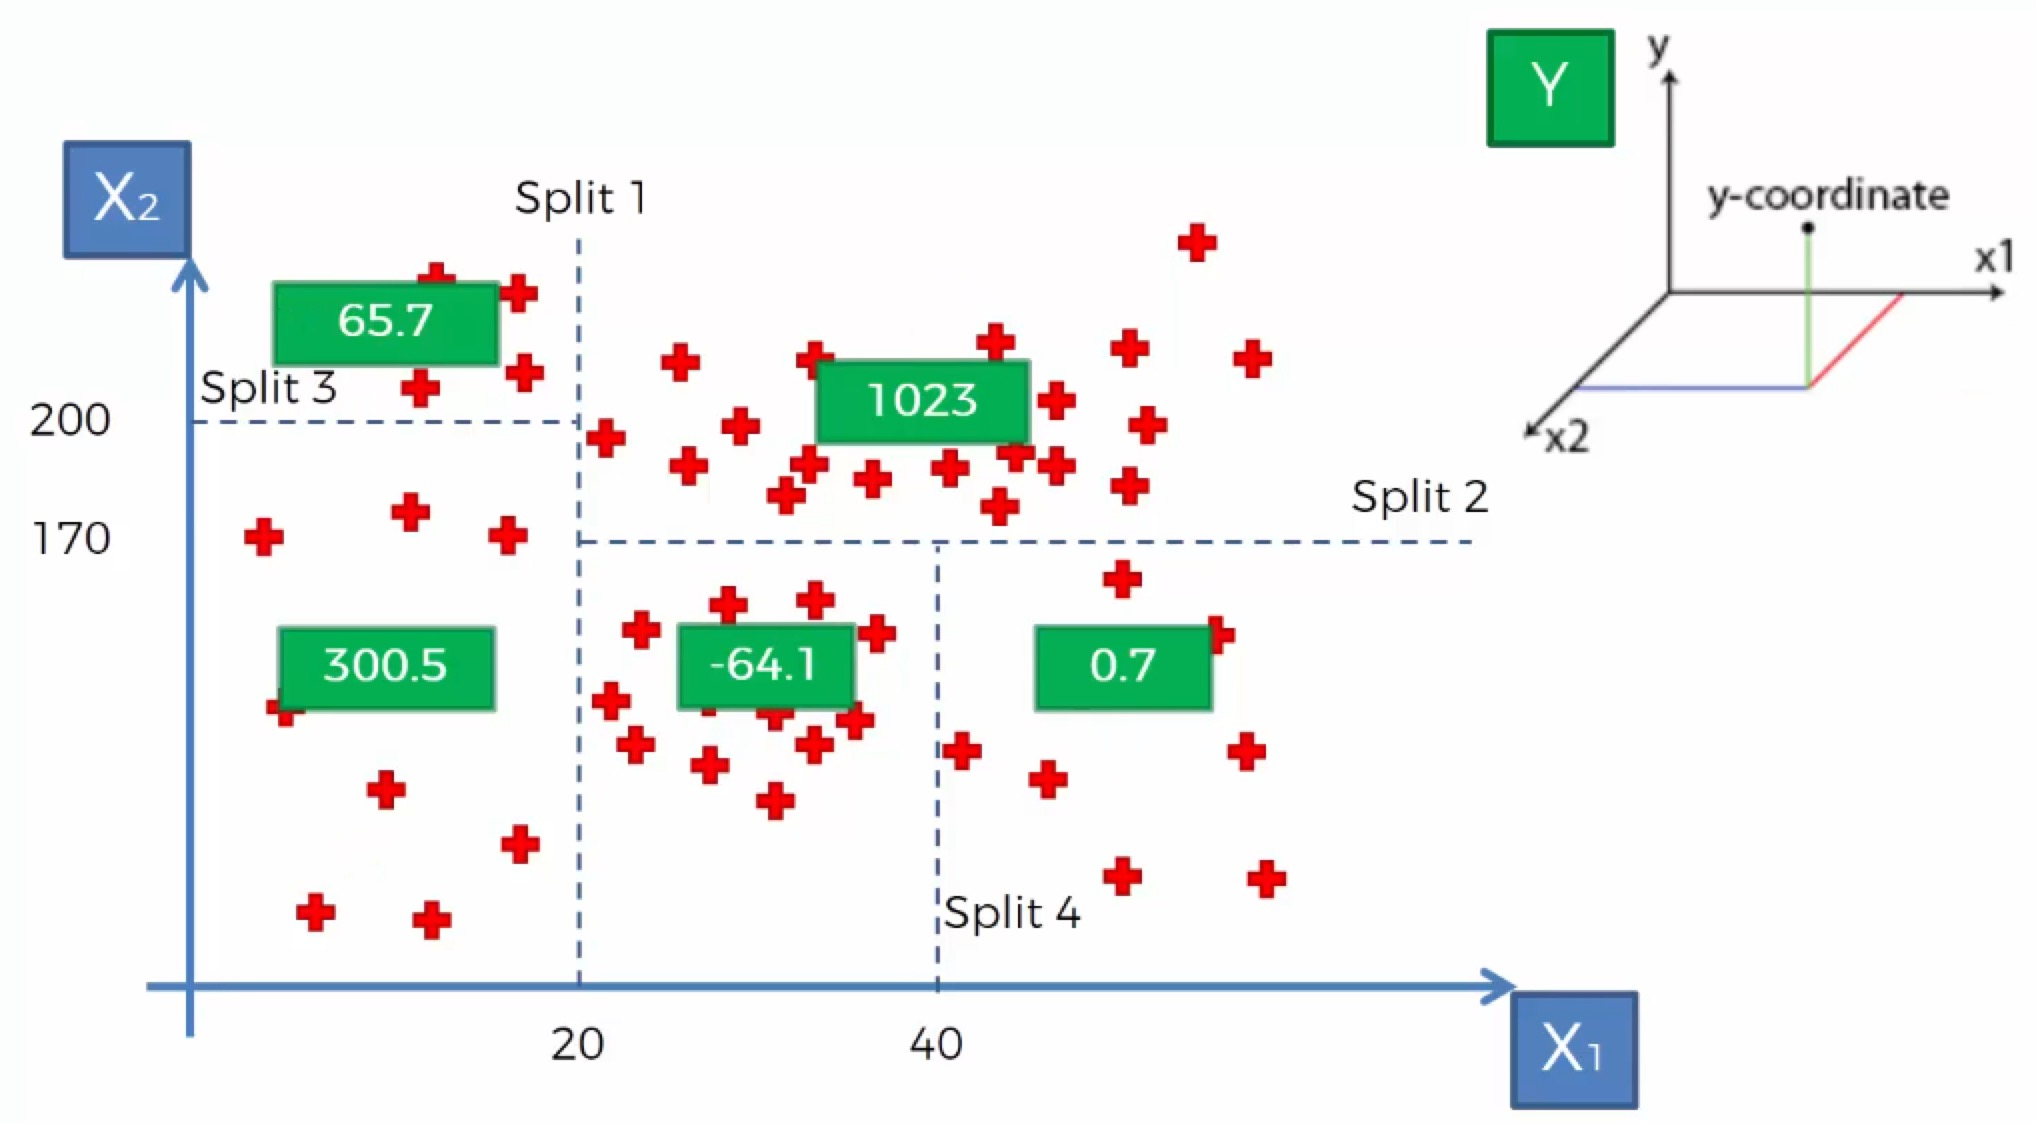 Y
y
y-coordinate
x1
x2
X2
Split 1
65.7
Split 3
1023
200
Split 2
170
300.5
-64.1
0.7
Split 4
20
40
X1